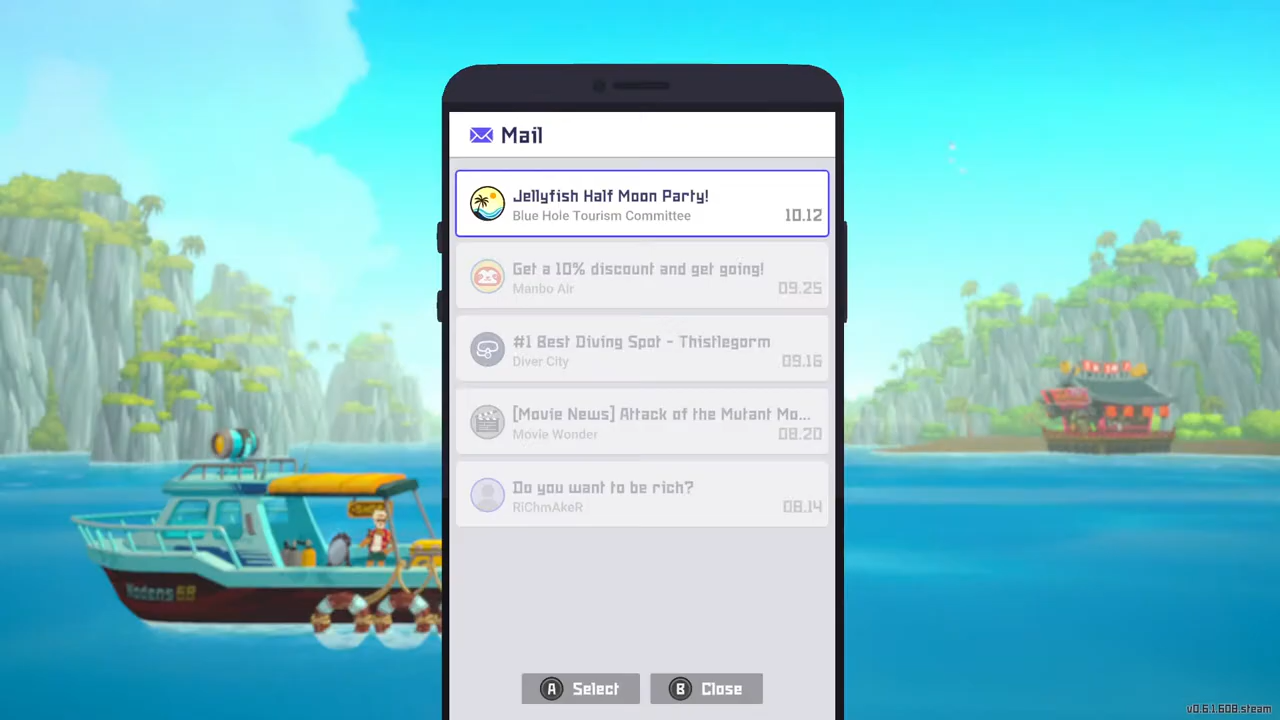 Mail
Jellyfish Half Moon Party!
Blue Hole Tourism Committee
10.12
Get a 10% discount and get going!
Manbo Air
09.25
#1 Best Diving Spot - Thistlegorm
Diver City
09.16
[Movie News] Attack of the Mutant Mo...
Movie Wonder
08.20
Do you want to be rich?
RiChmAkeR
08.14
Nodens 68
A Select
B Close
v0.6.1.608.steam